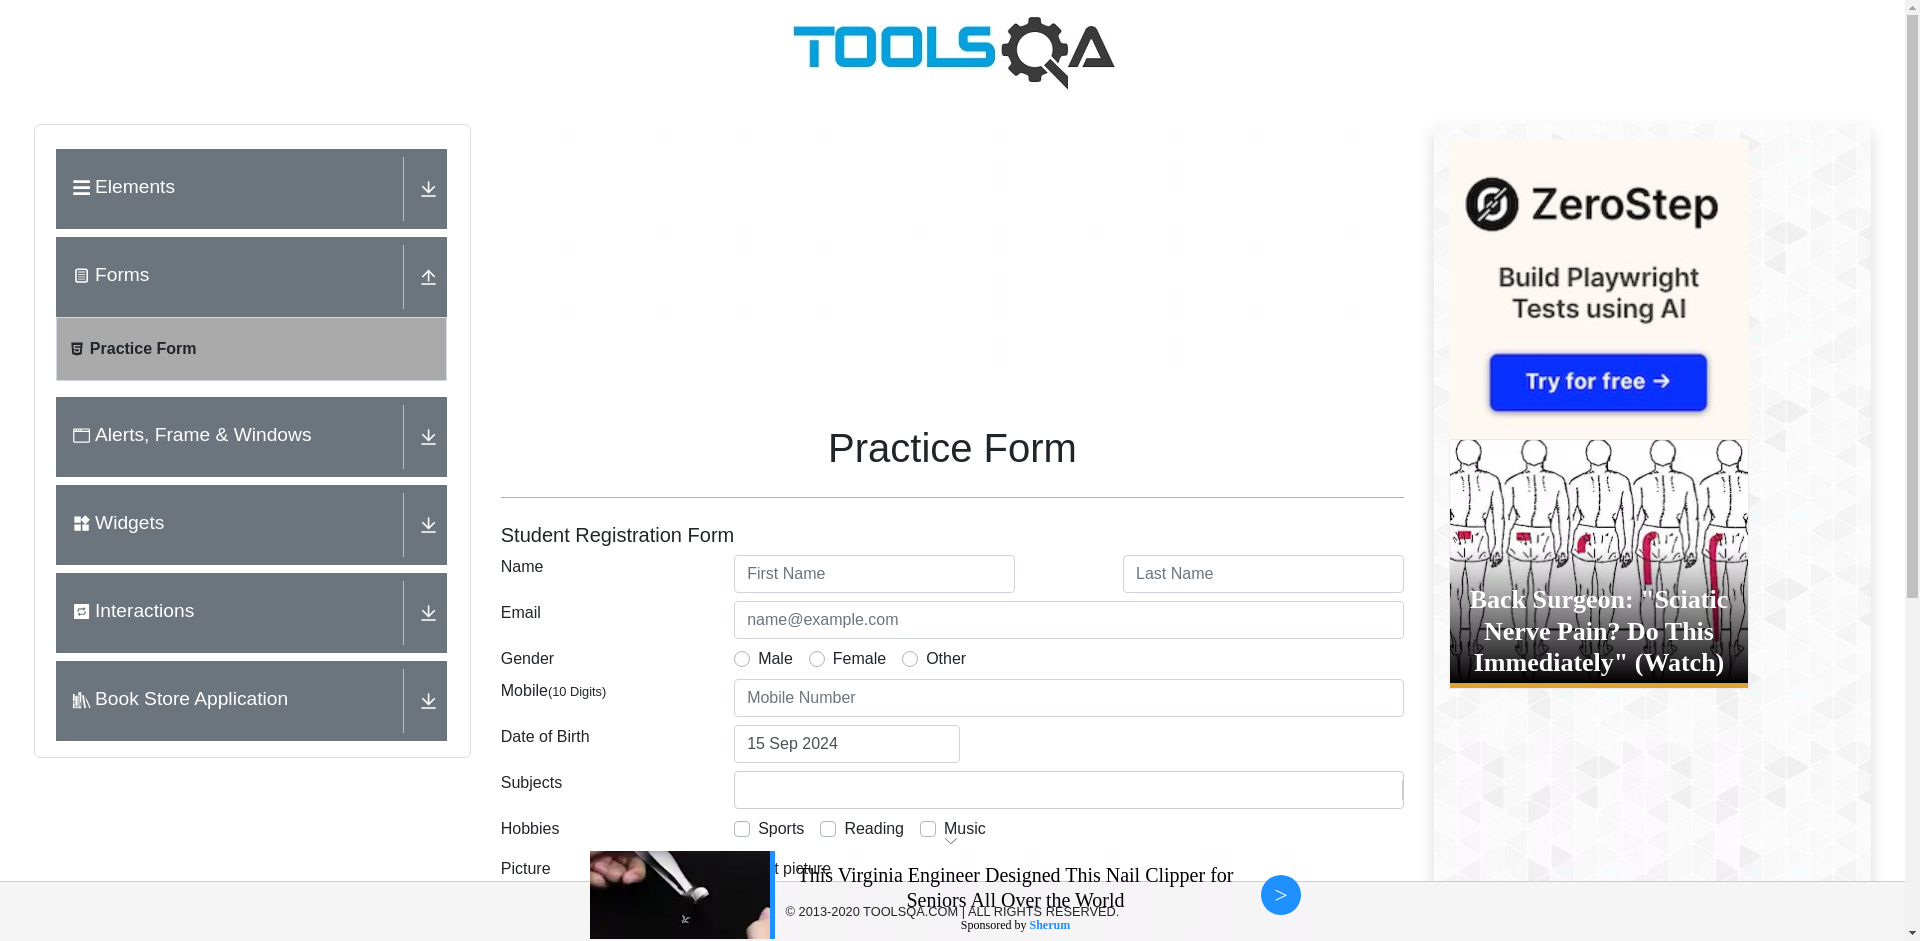 TOOLSQA
Elements
Forms
Practice Form
Alerts, Frame & Windows
Widgets
Interactions
Book Store Application
Practice Form
Student Registration Form
Name
First Name
Last Name
Email
name@example.com
Gender
Male
Female
Other
Mobile(10 Digits)
Mobile Number
Date of Birth
15 Sep 2024
Subjects
Hobbies
Sports
Reading
Music
Picture
picture
ZeroStep
Build Playwright
Tests using AI
Try for free →
Back Surgeon: "Sciatic
Nerve Pain? Do This
Immediately" (Watch)
This Virginia Engineer Designed This Nail Clipper for
Seniors All Over the World
Sponsored by Sherum
>
© 2013-2020 TOOLSQA.COM | ALL RIGHTS RESERVED.